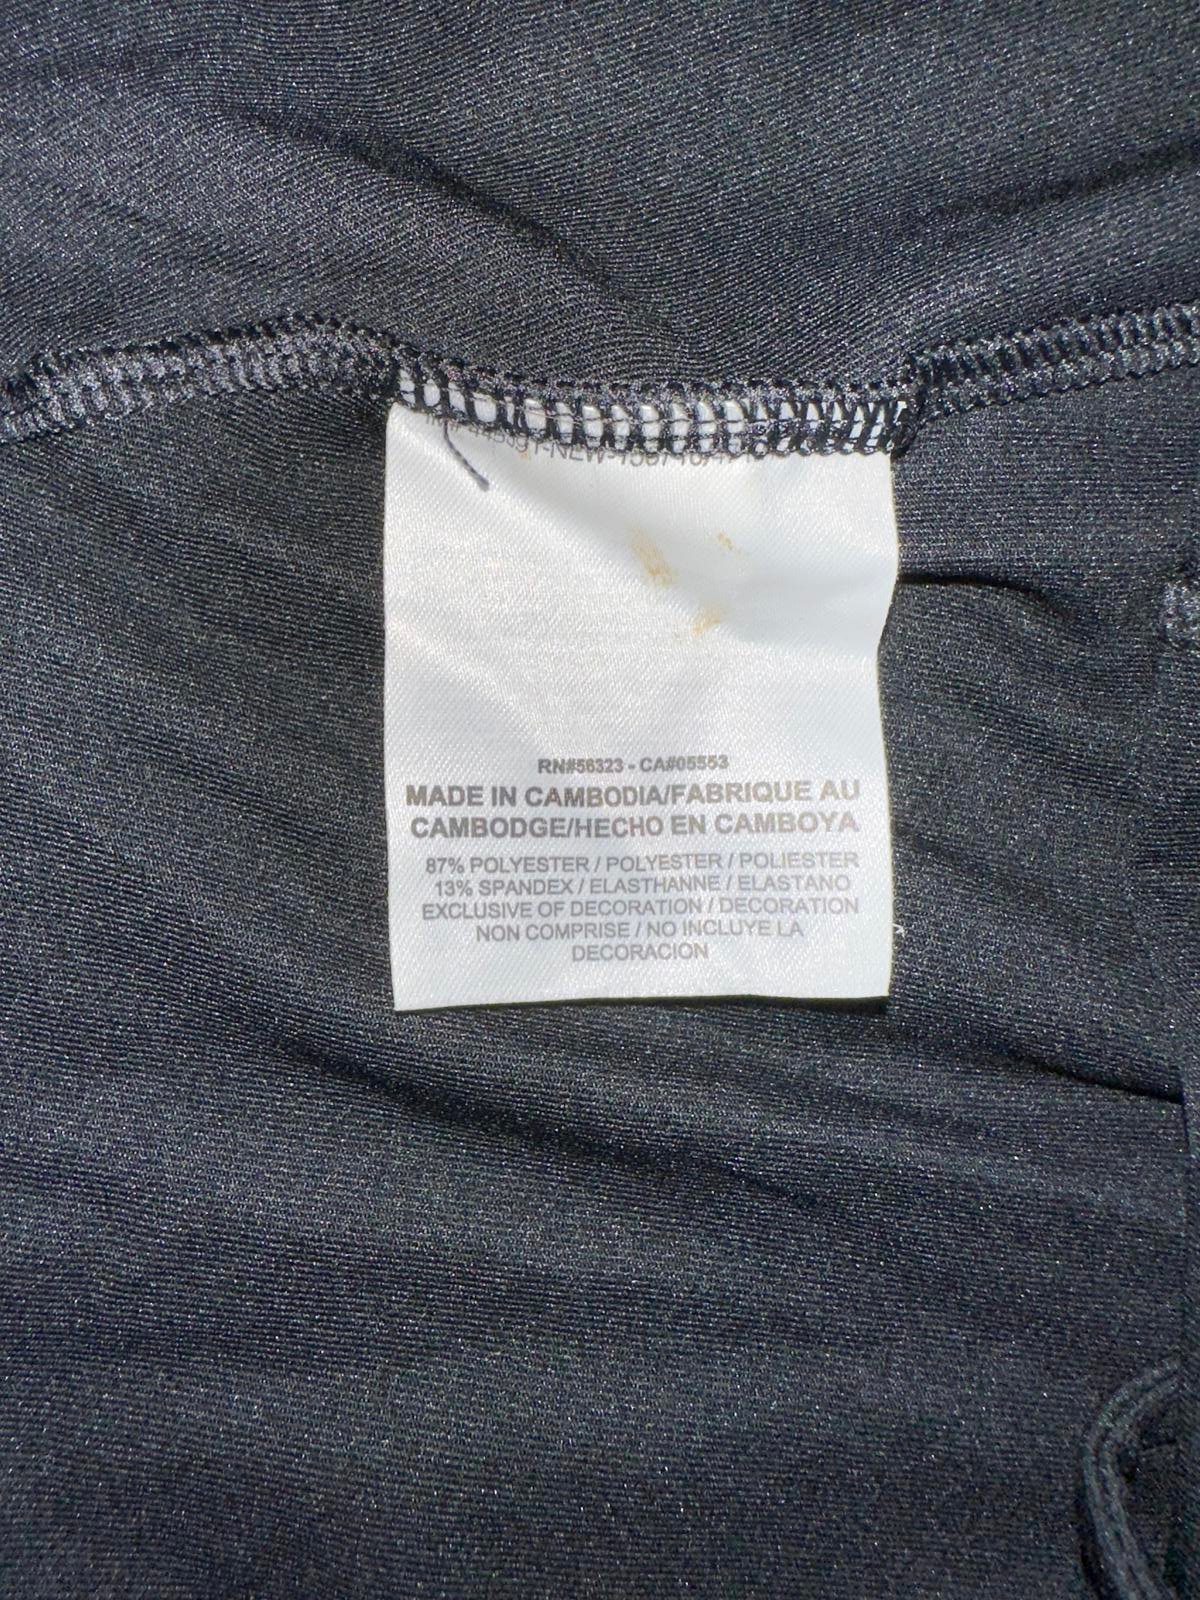 RN#56323 - CA#05553
MADE IN CAMBODIA/FABRIQUE AU
CAMBODGE/HECHO EN CAMBOYA
87% POLYESTER / POLYESTER / POLIESTER
13% SPANDEX / ELASTHANNE / ELASTANO
EXCLUSIVE OF DECORATION / DECORATION
NON COMPRISE / NO INCLUYE LA
DECORACION